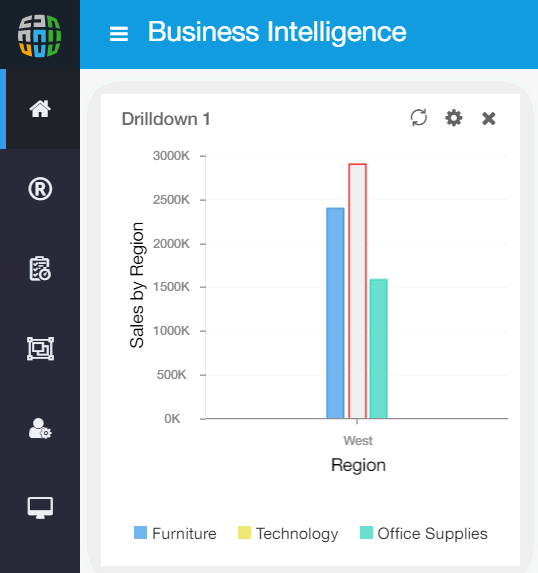 Business Intelligence
Drilldown 1
3000K
2500K
2000K
1500K
1000K
500K
0K
Sales by Region
West
Region
Furniture
Technology
Office Supplies
®